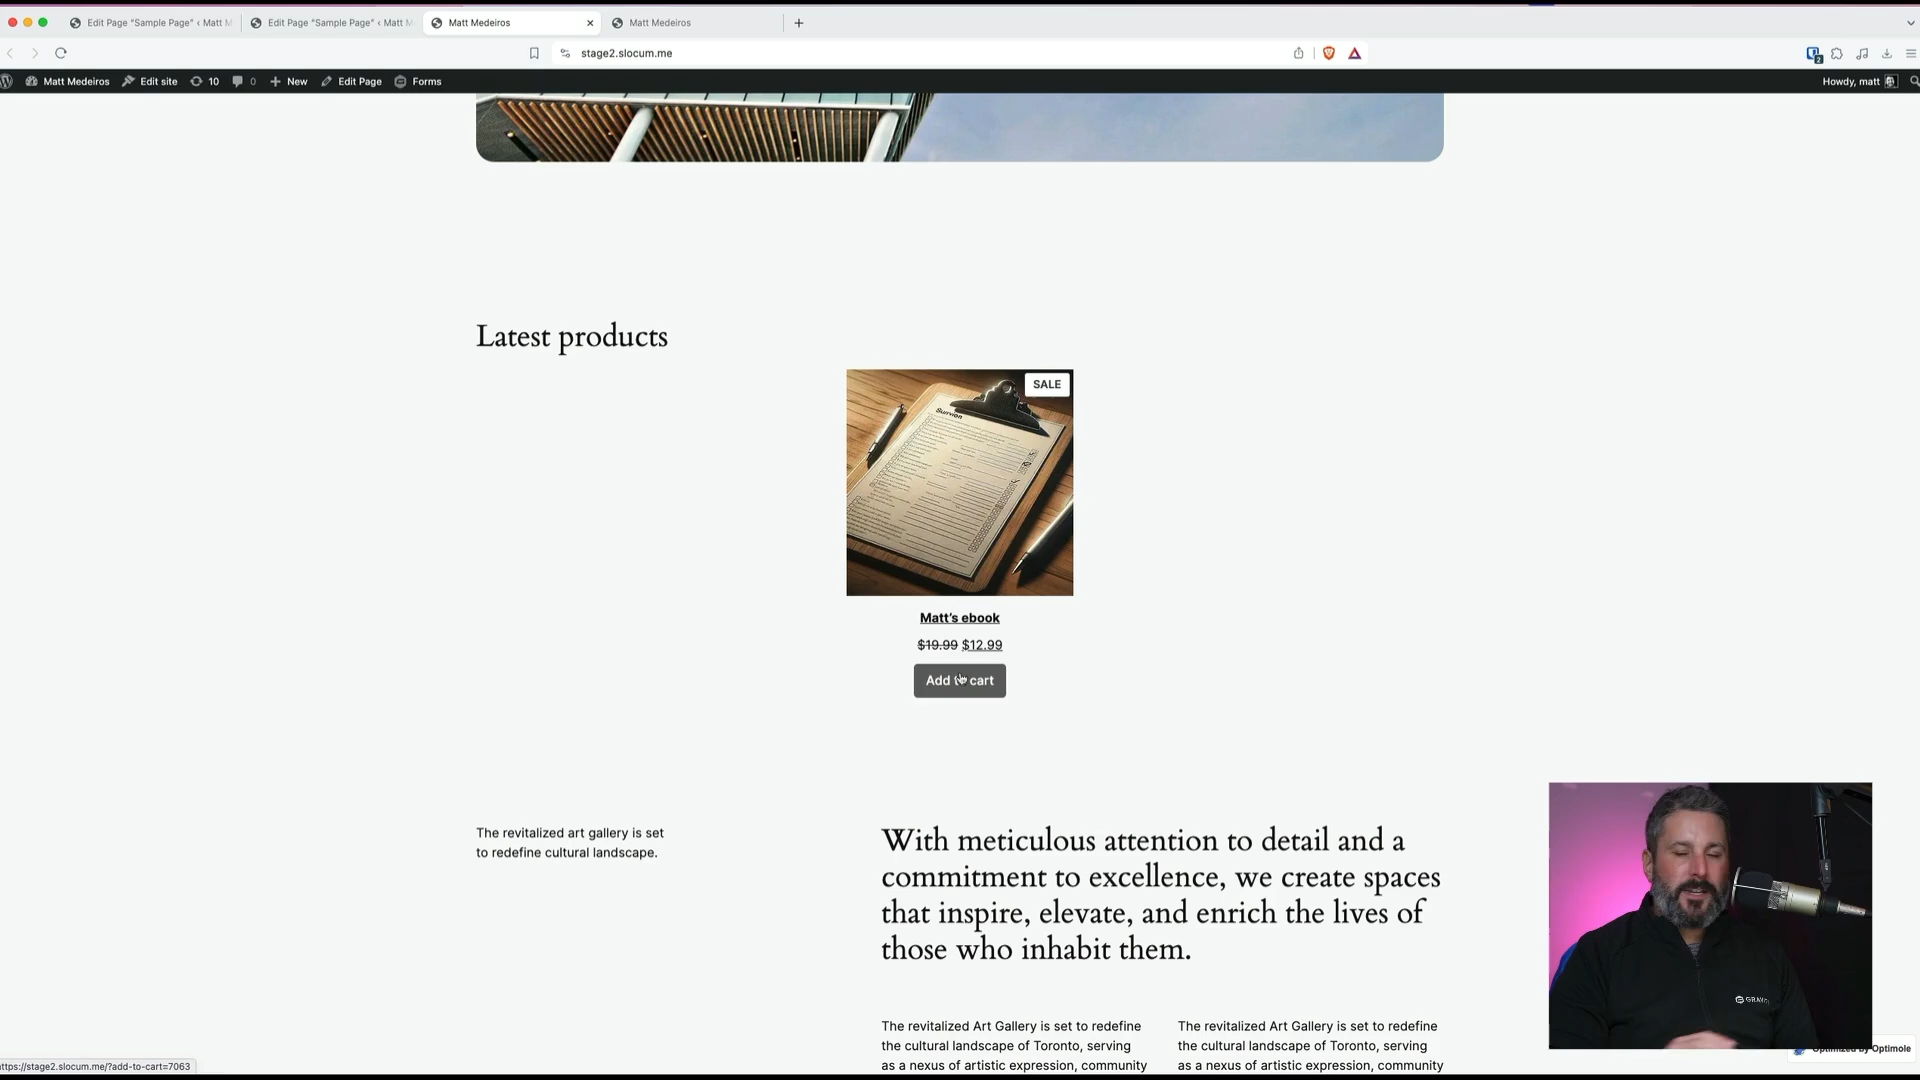 Edit Page "Sample Page" ‹ Matt M
Edit Page "Sample Page" ‹ Matt M
Matt Medeiros
Matt Medeiros
stage2.slocum.me
Matt Medeiros
Edit site
10
0
New
Edit Page
Forms
Howdy, matt
Latest products
SALE
Matt's ebook
$19.99 $12.99
Add to cart
The revitalized art gallery is set
to redefine cultural landscape.
With meticulous attention to detail and a
commitment to excellence, we create spaces
that inspire, elevate, and enrich the lives of
those who inhabit them.
The revitalized Art Gallery is set to redefine
the cultural landscape of Toronto, serving
as a nexus of artistic expression, community
The revitalized Art Gallery is set to redefine
the cultural landscape of Toronto, serving
as a nexus of artistic expression, community
Optimized by Optimole
ttps://stage2.slocum.me/?add-to-cart=7063